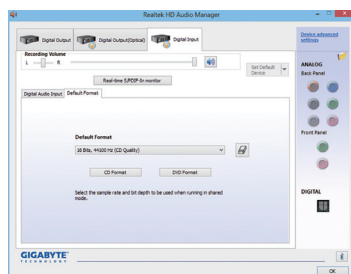 Realtek HD Audio Manager
Digital Output
Digital Output(Optical)
Digital Input
Device advanced
settings
Recording Volume
L
R
Set Default
Device
ANALOG
Back Panel
Real-time S/PDIF-In monitor
Digital Audio Input
Default Format
Default Format
16 Bits, 44100 Hz (CD Quality)
CD Format
DVD Format
Front Panel
Select the sample rate and bit depth to be used when running in shared
mode.
DIGITAL
GIGABYTE
TECHNOLOGY
OK